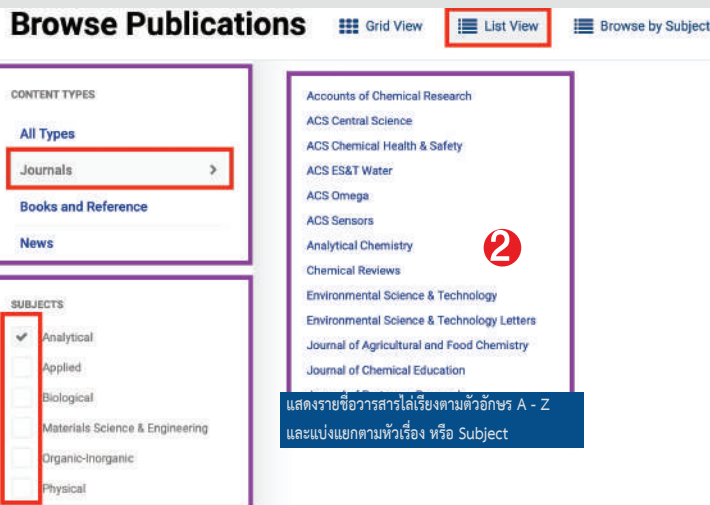 Browse Publications
Grid View
List View
Browse by Subject
CONTENT TYPES
All Types
Journals >
Books and Reference
News
SUBJECTS
Analytical
Applied
Biological
Materials Science & Engineering
Organic-Inorganic
Physical
Accounts of Chemical Research
ACS Central Science
ACS Chemical Health & Safety
ACS ES&T Water
ACS Omega
ACS Sensors
Analytical Chemistry
Chemical Reviews
Environmental Science & Technology
Environmental Science & Technology Letters
Journal of Agricultural and Food Chemistry
Journal of Chemical Education
2
แสดงรายชื่อวารสารไล่เรียงตามตัวอักษร A - Z
และแบ่งแยกตามหัวเรื่อง หรือ Subject